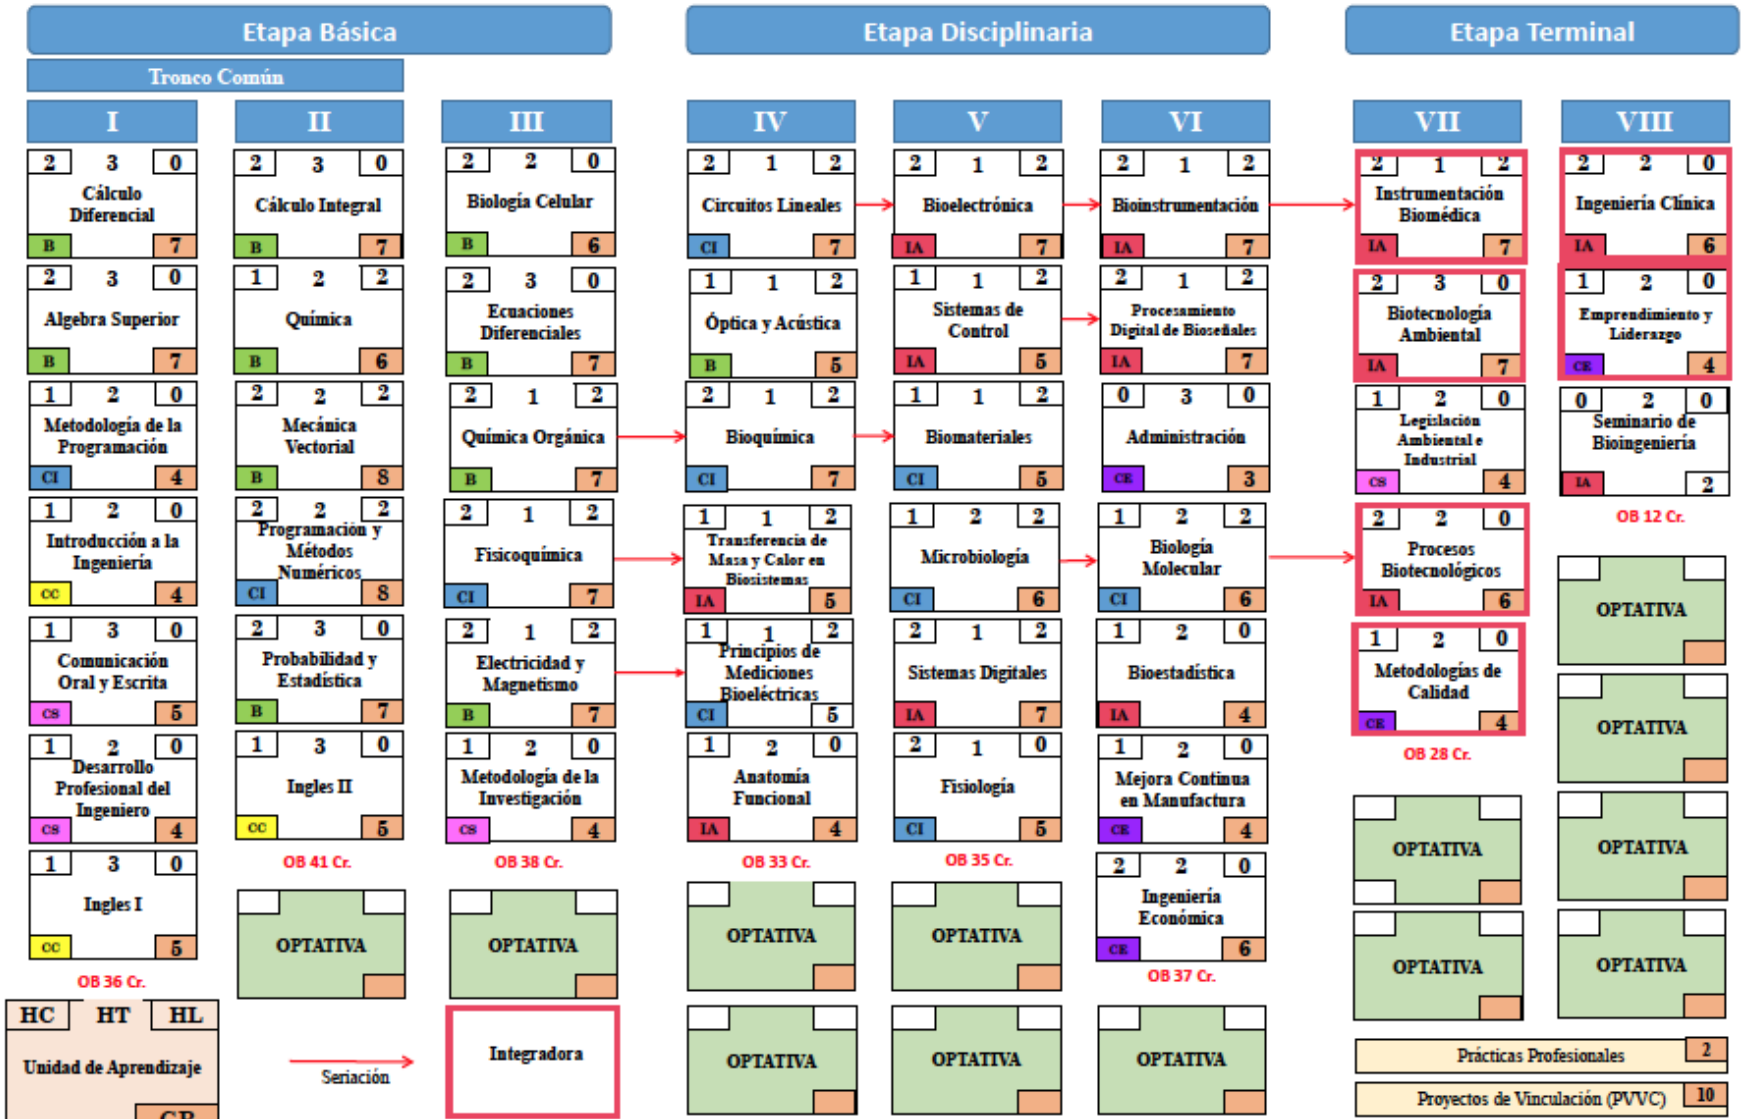 Etapa Básica
Etapa Disciplinaria
Etapa Terminal
Tronco Común
I
II
III
IV
V
VI
VII
VIII
2 3 0
Cálculo
Diferencial
B 7
2 3 0
Algebra Superior
B 7
1 2 0
Metodología de la
Programación
CI 4
1 2 0
Introducción a la
Ingeniería
CC 4
1 3 0
Comunicación
Oral y Escrita
CS 5
1 2 0
Desarrollo
Profesional del
Ingeniero
CS 4
1 3 0
Ingles I
CC 5
OB 36 Cr.
2 3 0
Cálculo Integral
B 7
1 2 2
Química
B 6
2 2 2
Mecánica
Vectorial
B 8
2 2 2
Programación y
Métodos
Numéricos
CI 8
2 3 0
Probabilidad y
Estadística
B 7
1 3 0
Ingles II
CC 5
OB 41 Cr.
OPTATIVA
2 2 0
Biología Celular
B 6
2 3 0
Ecuaciones
Diferenciales
B 7
2 1 2
Química Orgánica
B 7
2 1 2
Fisicoquímica
CI 7
2 1 2
Electricidad y
Magnetismo
B 7
1 2 0
Metodología de la
Investigación
CS 4
OB 38 Cr.
OPTATIVA
2 1 2
Circuitos Lineales
CI 7
1 1 2
Óptica y Acústica
B 5
2 1 2
Bioquímica
CI 7
1 1 2
Transferencia de
Masa y Calor en
Biosistemas
IA 5
1 1 2
Principios de
Mediciones
Bioeléctricas
CI 5
1 2 0
Anatomía
Funcional
IA 4
OB 33 Cr.
OPTATIVA
OPTATIVA
2 1 2
Bioelectrónica
IA 7
1 1 2
Sistemas de
Control
IA 5
1 1 2
Biomateriales
CI 5
1 2 2
Microbiología
CI 6
2 1 2
Sistemas Digitales
IA 7
2 1 0
Fisiología
CI 5
OB 35 Cr.
OPTATIVA
OPTATIVA
2 1 2
Bioinstrumentación
IA 7
2 1 2
Procesamiento
Digital de Bioseñales
IA 7
0 3 0
Administración
CE 3
1 2 2
Biología
Molecular
CI 6
1 2 0
Bioestadística
IA 4
1 2 0
Mejora Continua
en Manufactura
CE 4
2 2 0
Ingeniería
Económica
CE 6
OB 37 Cr.
OPTATIVA
2 1 2
Instrumentación
Biomédica
IA 7
2 3 0
Biotecnología
Ambiental
IA 7
1 2 0
Legislación
Ambiental e
Industrial
CS 4
2 2 0
Procesos
Biotecnológicos
IA 6
1 2 0
Metodologías de
Calidad
CE 4
OB 28 Cr.
OPTATIVA
OPTATIVA
2 2 0
Ingeniería Clínica
IA 6
1 2 0
Emprendimiento y
Liderazgo
CE 4
0 2 0
Seminario de
Bioingeniería
IA 2
OB 12 Cr.
OPTATIVA
OPTATIVA
OPTATIVA
OPTATIVA
HC HT HL
Unidad de Aprendizaje
CR
Seriación
Integradora
Prácticas Profesionales 2
Proyectos de Vinculación (PVVC) 10